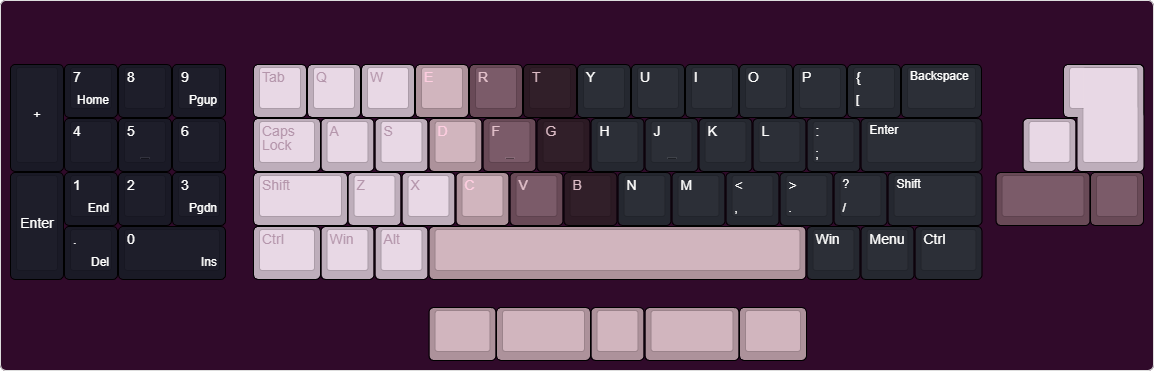 7 8 9 Tab Q W E R T Y U I O P { Backspace
Home Pgup [
+
4 5 6 Caps Lock A S D F G H J K L : Enter
_ _ _ ;
1 2 3 Shift Z X C V B N M < > ? Shift
End Pgdn , . /
Enter
. 0 Ctrl Win Alt Win Menu Ctrl
Del Ins